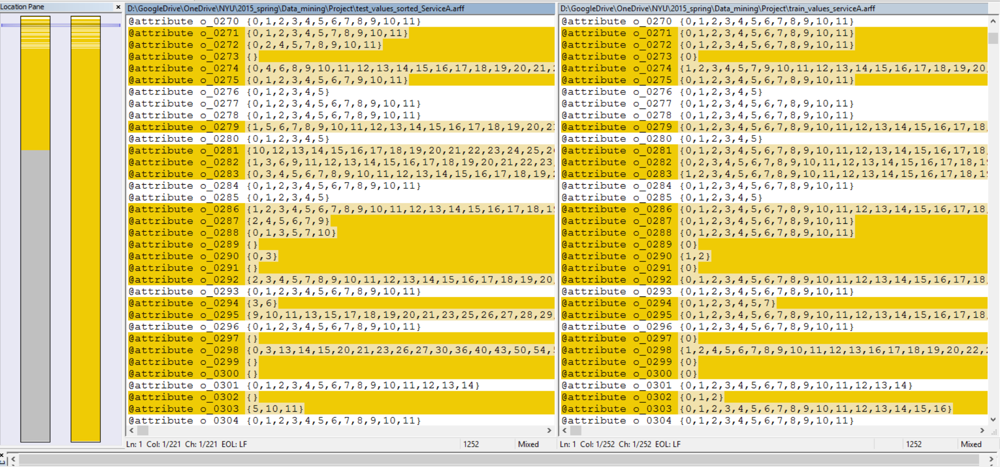 Location Pane
×
D:\GoogleDrive\OneDrive\NYU\2015_spring\Data_mining\Project\test_values_sorted_ServiceA.arff
@attribute o_0270 {0,1,2,3,4,5,6,7,8,9,10,11}
@attribute o_0271 {0,1,2,3,4,5,7,8,9,10,11}
@attribute o_0272 {0,2,4,5,7,8,9,10,11}
@attribute o_0273 {}
@attribute o_0274 {0,4,6,8,9,10,11,12,13,14,15,16,17,18,19,20,21,
@attribute o_0275 {0,1,2,3,4,5,6,7,9,10,11}
@attribute o_0276 {0,1,2,3,4,5}
@attribute o_0277 {0,1,2,3,4,5,6,7,8,9,10,11}
@attribute o_0278 {0,1,2,3,4,5,6,7,8,9,10,11}
@attribute o_0279 {1,5,6,7,8,9,10,11,12,13,14,15,16,17,18,19,20,21
@attribute o_0280 {0,1,2,3,4,5}
@attribute o_0281 {10,12,13,14,15,16,17,18,19,20,21,22,23,24,25,2
@attribute o_0282 {1,3,6,9,11,12,13,14,15,16,17,18,19,20,21,22,23,
@attribute o_0283 {0,3,4,5,6,7,8,9,10,11,12,13,14,15,16,17,18,19,
@attribute o_0284 {0,1,2,3,4,5,6,7,8,9,10,11}
@attribute o_0285 {0,1,2,3,4,5}
@attribute o_0286 {1,2,3,4,5,6,7,8,9,10,11,12,13,14,15,16,17,18,1
@attribute o_0287 {2,4,5,6,7,9}
@attribute o_0288 {0,1,3,5,7,10}
@attribute o_0289 {}
@attribute o_0290 {0,3}
@attribute o_0291 {}
@attribute o_0292 {2,3,4,5,7,8,9,10,11,12,13,14,15,16,17,18,19,20
@attribute o_0293 {0,1,2,3,4,5,6,7,8,9,10,11}
@attribute o_0294 {3,6}
@attribute o_0295 {9,10,11,13,15,17,18,19,20,21,23,25,26,27,28,29
@attribute o_0296 {0,1,2,3,4,5,6,7,8,9,10,11}
@attribute o_0297 {}
@attribute o_0298 {0,3,13,14,15,20,21,23,26,27,30,36,40,43,50,54,
@attribute o_0299 {}
@attribute o_0300 {}
@attribute o_0301 {0,1,2,3,4,5,6,7,8,9,10,11,12,13,14}
@attribute o_0302 {}
@attribute o_0303 {5,10,11}
@attribute o_0304 {0,1,2,3,4,5,6,7,8,9,10,11}
Ln: 1 Col: 1/221 Ch: 1/221 EOL: LF
1252
Mixed
D:\GoogleDrive\OneDrive\NYU\2015_spring\Data_mining\Project\train_values_serviceA.arff
@attribute o_0270 {0,1,2,3,4,5,6,7,8,9,10,11}
@attribute o_0271 {0,1,2,3,4,5,6,7,8,9,10,11}
@attribute o_0272 {0,1,2,3,4,5,6,7,8,9,10,11}
@attribute o_0273 {0}
@attribute o_0274 {1,2,3,4,5,7,9,10,11,12,13,14,15,16,17,18,19,20
@attribute o_0275 {0,1,2,3,4,5,6,7,8,9,10,11}
@attribute o_0276 {0,1,2,3,4,5}
@attribute o_0277 {0,1,2,3,4,5,6,7,8,9,10,11}
@attribute o_0278 {0,1,2,3,4,5,6,7,8,9,10,11}
@attribute o_0279 {0,1,2,3,4,5,6,7,8,9,10,11,12,13,14,15,16,17,18,
@attribute o_0280 {0,1,2,3,4,5}
@attribute o_0281 {0,1,2,3,4,5,6,7,8,9,10,11,12,13,14,15,16,17,18,
@attribute o_0282 {0,2,3,4,5,6,7,8,9,10,11,12,13,14,15,16,17,18,1
@attribute o_0283 {1,2,3,4,5,6,7,8,9,10,11,12,13,14,15,16,17,18,1
@attribute o_0284 {0,1,2,3,4,5,6,7,8,9,10,11}
@attribute o_0285 {0,1,2,3,4,5}
@attribute o_0286 {0,1,2,3,4,5,6,7,8,9,10,11,12,13,14,15,16,17,18,
@attribute o_0287 {0,1,2,3,4,5,6,7,8,9,10,11}
@attribute o_0288 {0,1,2,3,4,5,6,7,8,9,10,11}
@attribute o_0289 {0}
@attribute o_0290 {1,2}
@attribute o_0291 {0}
@attribute o_0292 {0,1,2,3,4,5,6,7,8,9,10,11,12,13,14,15,16,17,18,
@attribute o_0293 {0,1,2,3,4,5,6,7,8,9,10,11}
@attribute o_0294 {0,1,2,3,4,5,7}
@attribute o_0295 {0,1,2,3,4,5,6,7,8,9,10,11,12,13,14,15,16,17,18,
@attribute o_0296 {0,1,2,3,4,5,6,7,8,9,10,11}
@attribute o_0297 {0}
@attribute o_0298 {1,2,4,5,6,7,8,9,10,11,12,13,16,17,18,19,20,22,
@attribute o_0299 {0}
@attribute o_0300 {0}
@attribute o_0301 {0,1,2,3,4,5,6,7,8,9,10,11,12,13,14}
@attribute o_0302 {0,1,2}
@attribute o_0303 {0,1,2,3,4,5,6,7,8,9,10,11,12,13,14,15,16}
@attribute o_0304 {0,1,2,3,4,5,6,7,8,9,10,11}
Ln: 1 Col: 1/252 Ch: 1/252 EOL: LF
1252
Mixed